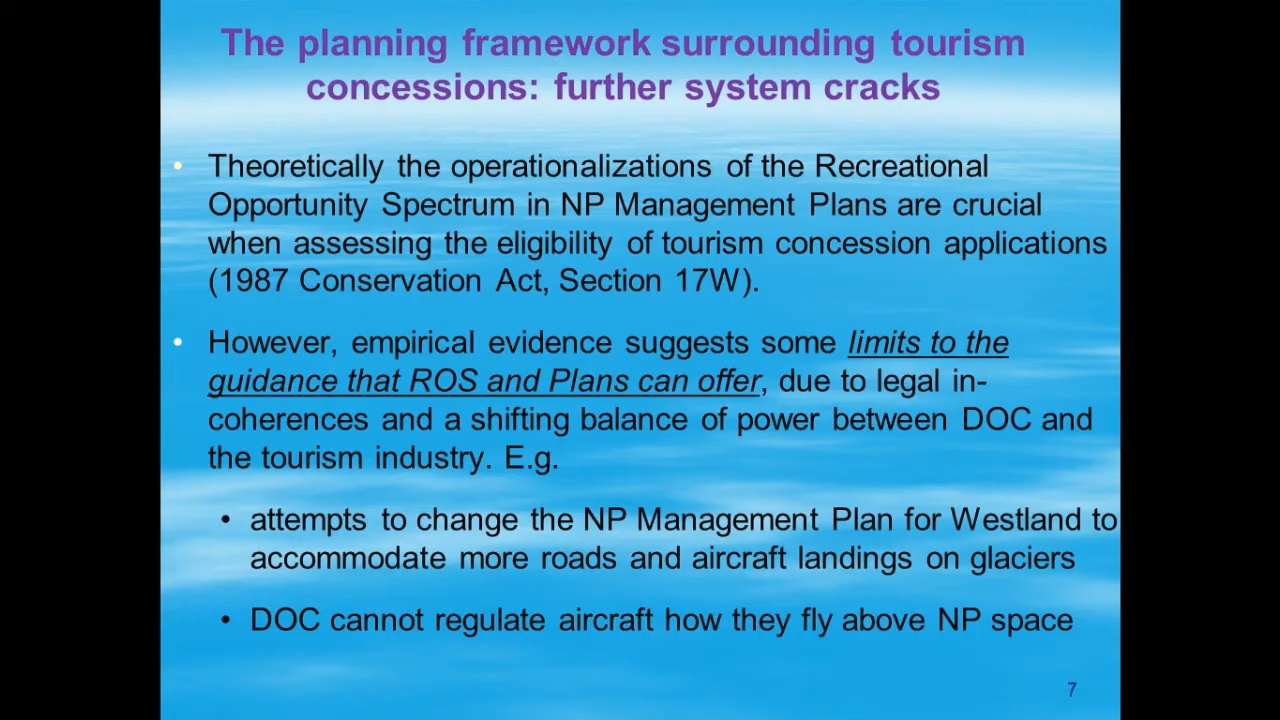 The planning framework surrounding tourism
concessions: further system cracks
• Theoretically the operationalizations of the Recreational
Opportunity Spectrum in NP Management Plans are crucial
when assessing the eligibility of tourism concession applications
(1987 Conservation Act, Section 17W).
• However, empirical evidence suggests some limits to the
guidance that ROS and Plans can offer, due to legal in-
coherences and a shifting balance of power between DOC and
the tourism industry. E.g.
• attempts to change the NP Management Plan for Westland to
accommodate more roads and aircraft landings on glaciers
• DOC cannot regulate aircraft how they fly above NP space
7